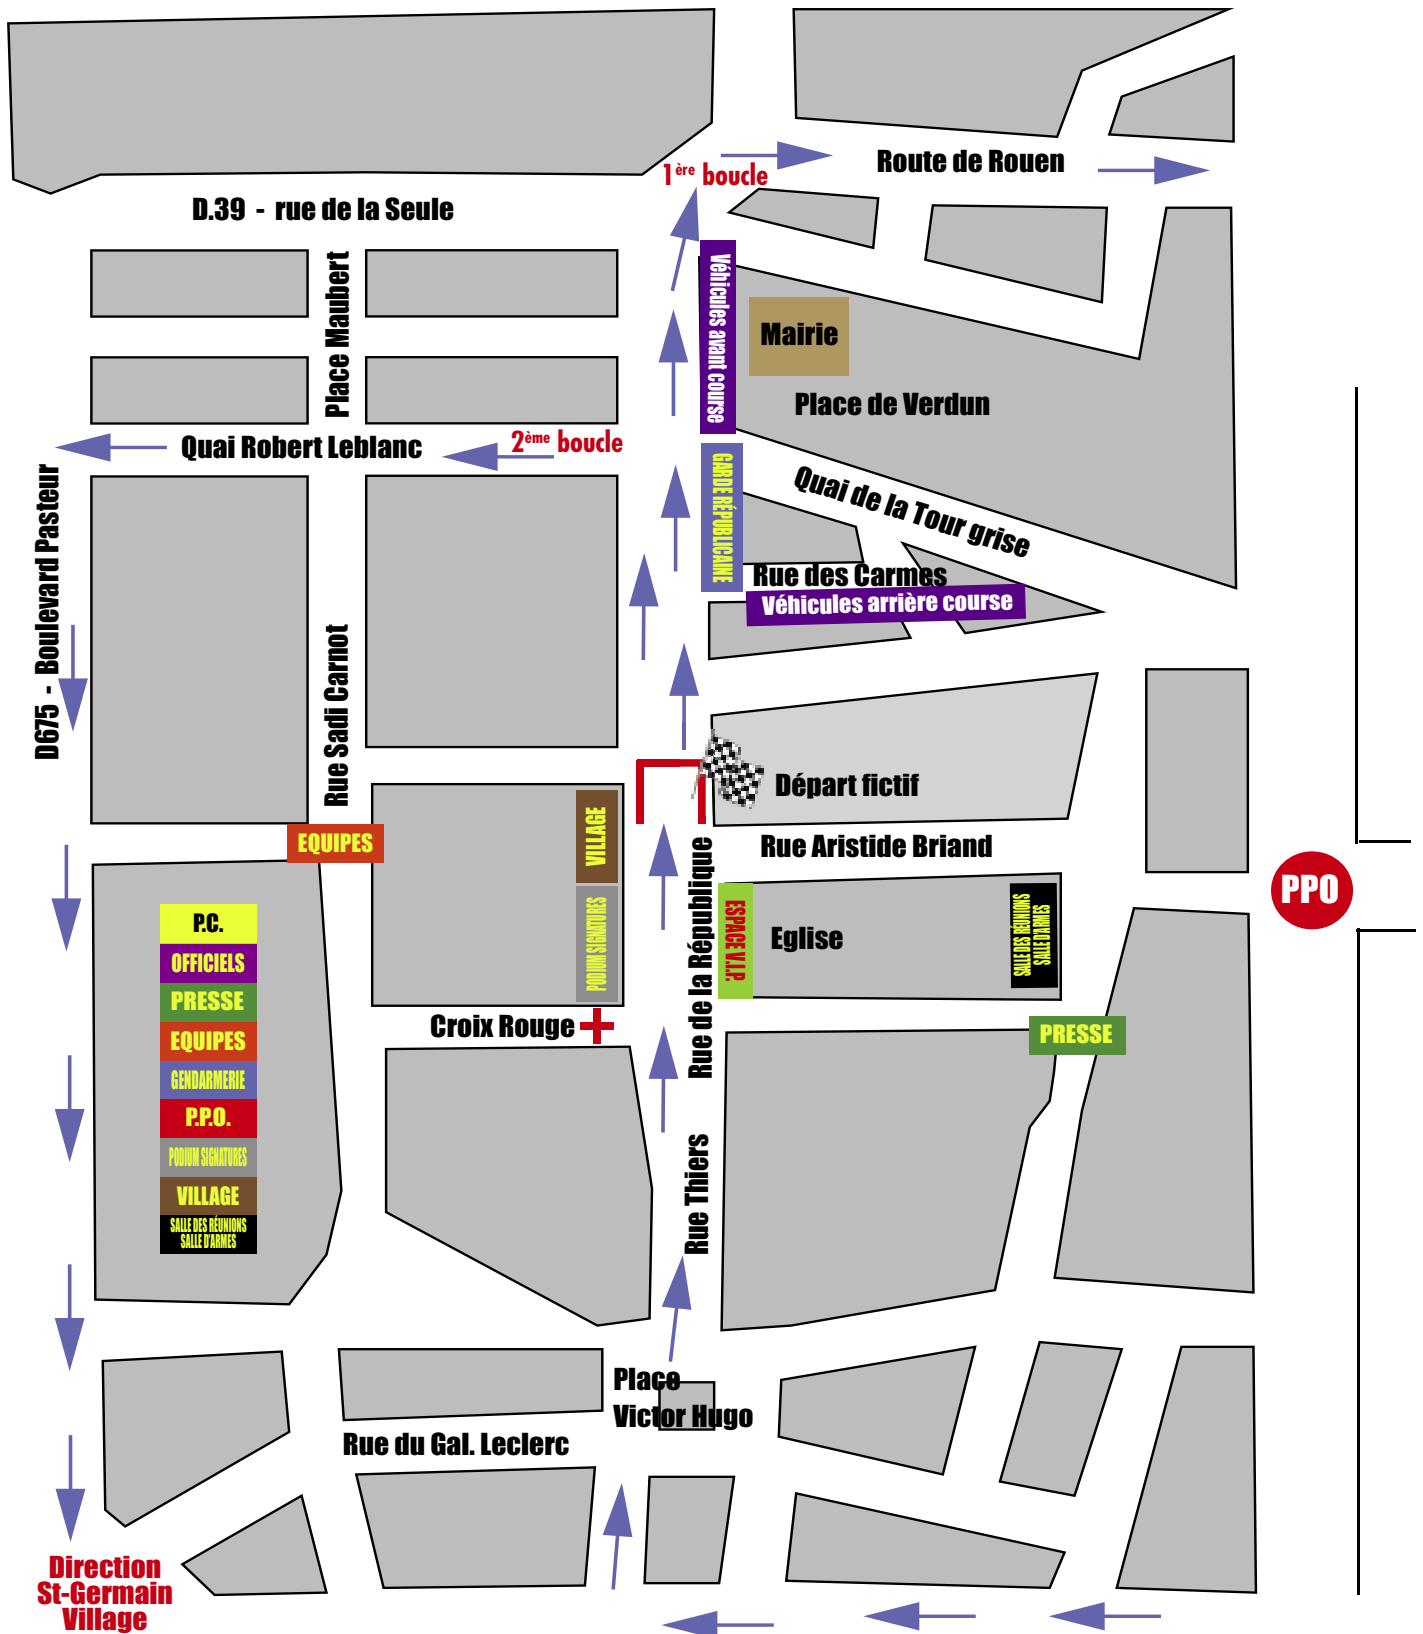 1ère boucle
Route de Rouen
D.39 - rue de la Seule
Place Maubert
Véhicules avant course
Mairie
Place de Verdun
Quai Robert Leblanc
2ème boucle
GARDE RÉPUBLICAINE
Quai de la Tour grise
D675 - Boulevard Pasteur
Rue des Carmes
Véhicules arrière course
Rue Sadi Carnot
Départ fictif
EQUIPES
VILLAGE
Rue Aristide Briand
PPO
PODIUM SIGNATURES
Rue de la République
ESPACE V.I.P.
Eglise
SALLE DES RÉUNIONS
SALLE D'ARMES
P.C.
OFFICIELS
PRESSE
EQUIPES
GENDARMERIE
P.P.O.
PODIUM SIGNATURES
VILLAGE
SALLE DES RÉUNIONS
SALLE D'ARMES
Croix Rouge
PRESSE
Rue Thiers
Place
Victor Hugo
Rue du Gal. Leclerc
Direction
St-Germain
Village